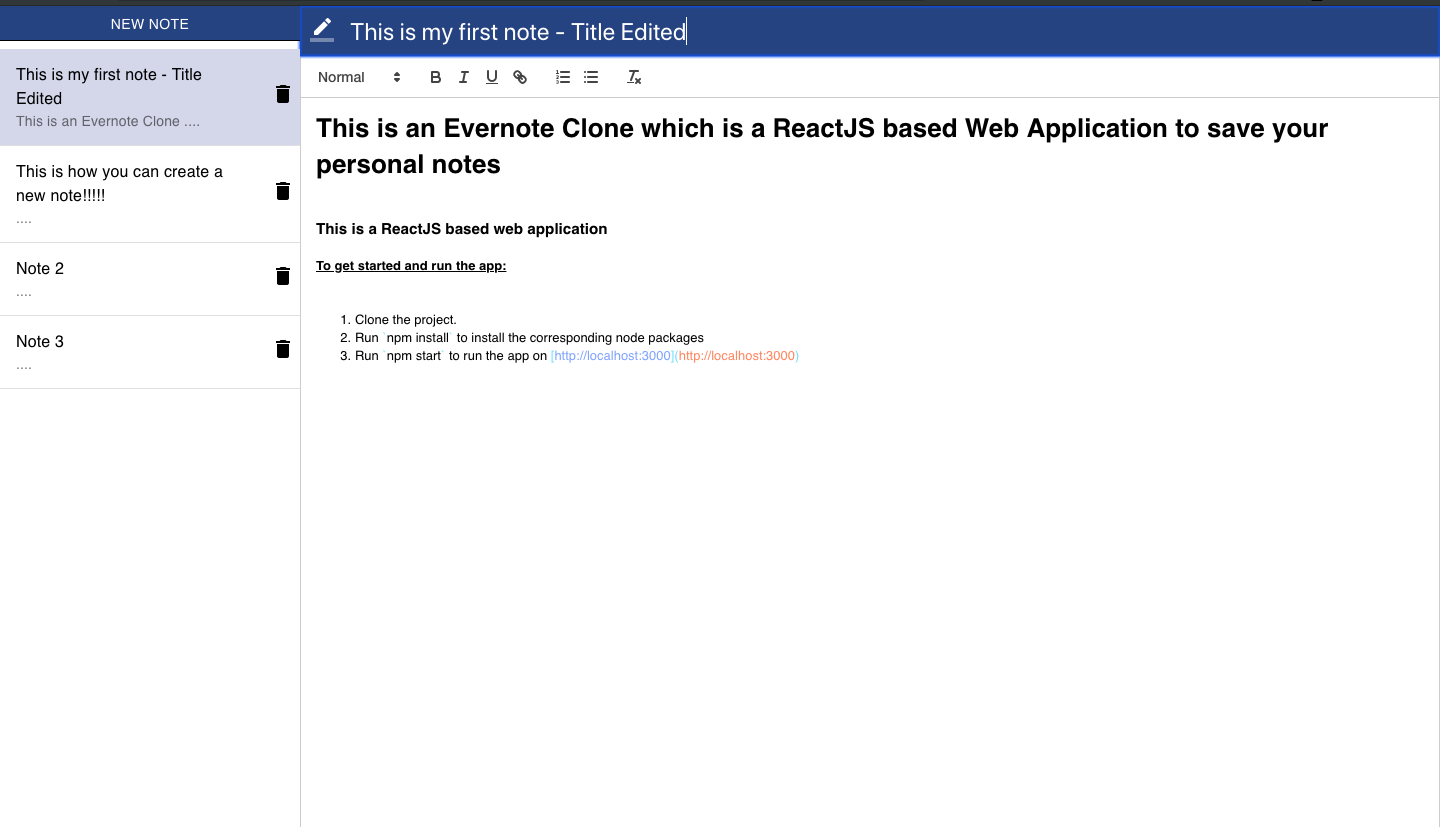 NEW NOTE
This is my first note - Title
Edited
This is an Evernote Clone ....
This is how you can create a
new note!!!!!
....
Note 2
....
Note 3
....
This is my first note - Title Edited
Normal
B I U
This is an Evernote Clone which is a ReactJS based Web Application to save your
personal notes
This is a ReactJS based web application
To get started and run the app:
1. Clone the project.
2. Run `npm install` to install the corresponding node packages
3. Run `npm start` to run the app on [http://localhost:3000](http://localhost:3000)